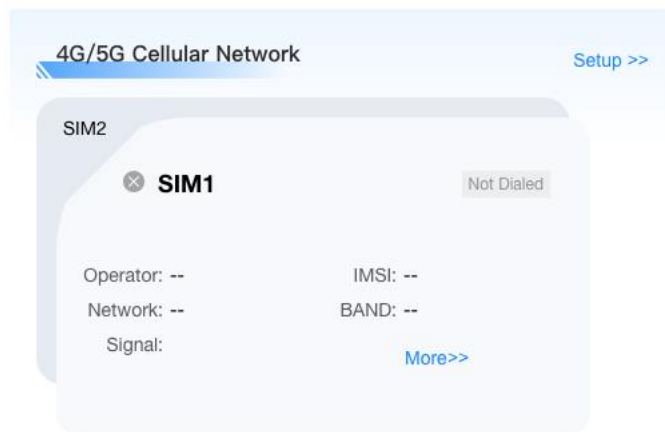 4G/5G Cellular Network
Setup >>
SIM2
SIM1
Not Dialed
Operator: --
IMSI: --
Network: --
BAND: --
Signal:
More>>